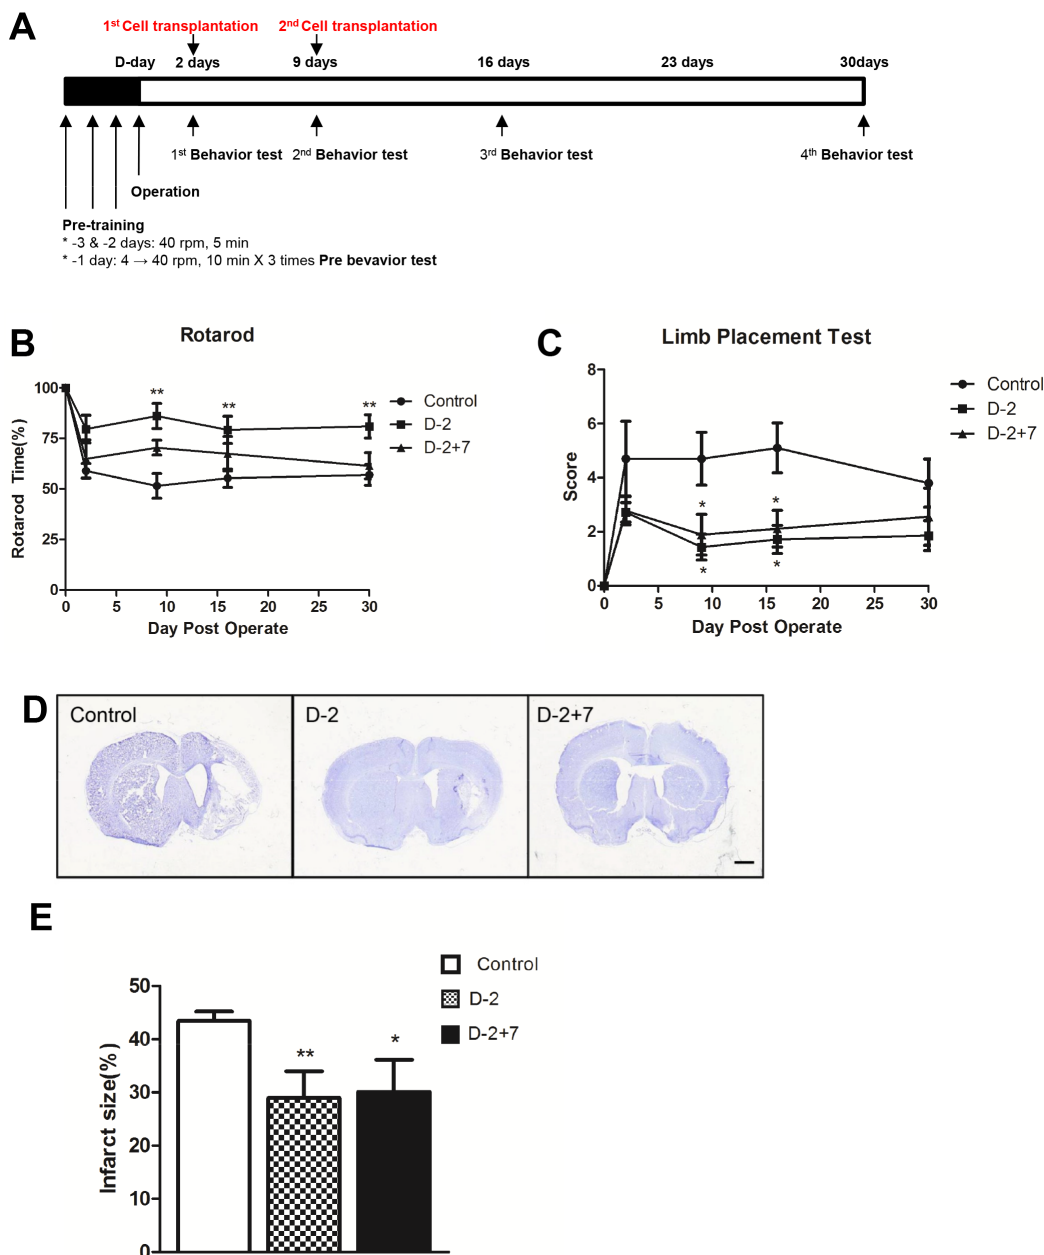 A
1st Cell transplantation 2nd Cell transplantation
D-day 2 days 9 days 16 days 23 days 30days
1st Behavior test 2nd Behavior test 3rd Behavior test 4th Behavior test
Operation
Pre-training
* -3 & -2 days: 40 rpm, 5 min
* -1 day: 4 → 40 rpm, 10 min X 3 times Pre bevavior test
B
Rotarod
Rotarod Time(%)
100
75
50
25
0
** ** **
0 5 10 15 20 25 30
Day Post Operate
Control
D-2
D-2+7
C
Limb Placement Test
Score
8
6
4
2
0
* *
* *
0 5 10 15 20 25 30
Day Post Operate
Control
D-2
D-2+7
D
Control D-2 D-2+7
E
Infarct size(%)
50
40
30
20
10
0
** *
Control
D-2
D-2+7